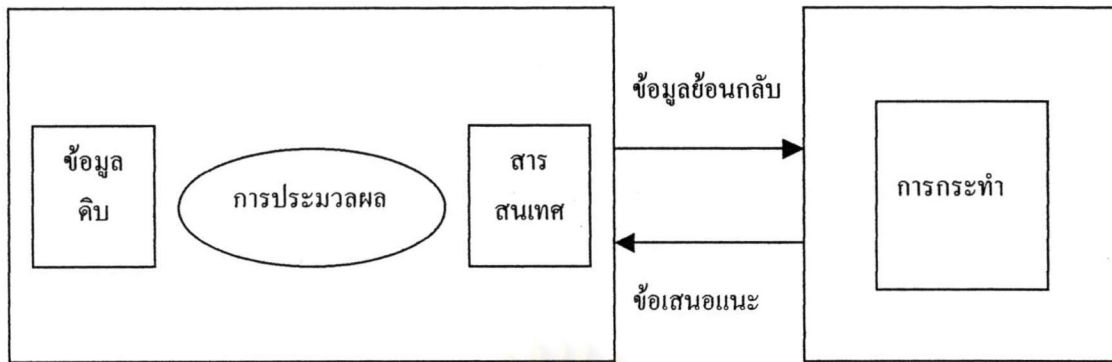 ข้อมูล
ดิบ
การประมวลผล
สาร
สนเทศ
ข้อมูลย้อนกลับ
ข้อเสนอแนะ
การกระทำ